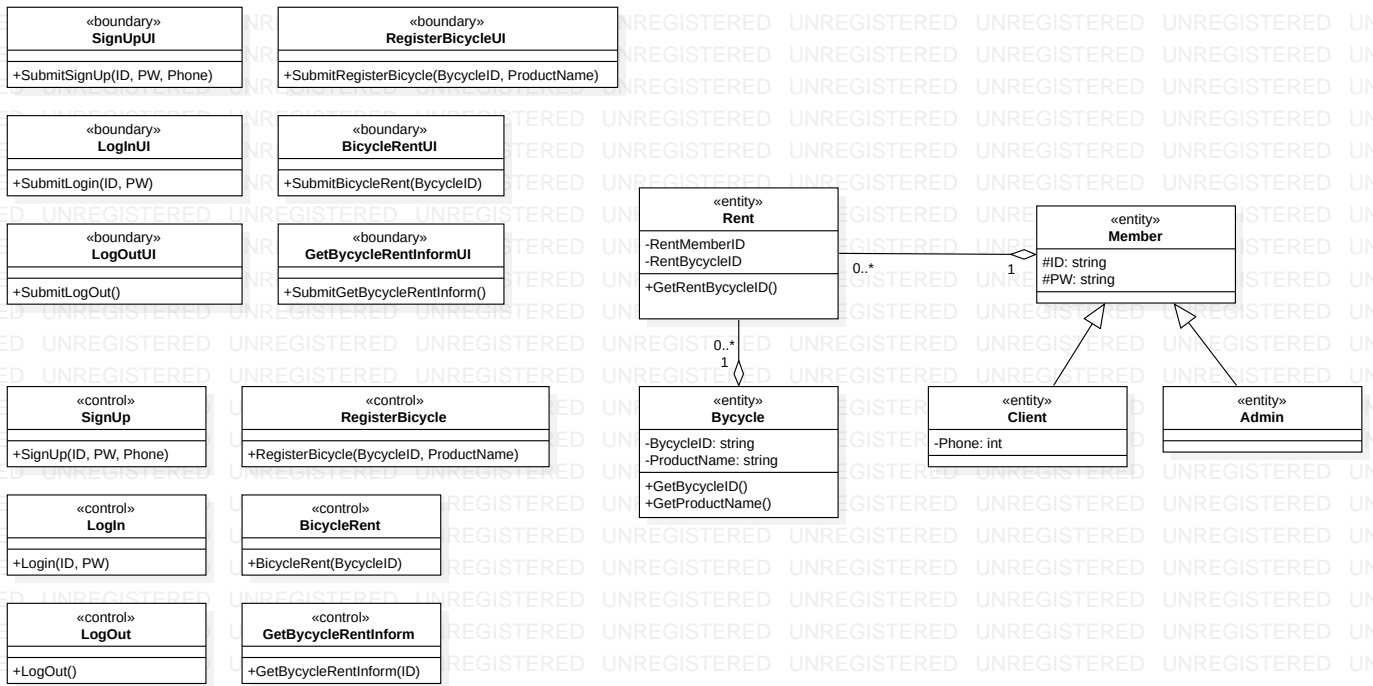 «boundary»
SignUpUI
+SubmitSignUp(ID, PW, Phone)
«boundary»
RegisterBicycleUI
+SubmitRegisterBicycle(BycycleID, ProductName)
«boundary»
LogInUI
+SubmitLogin(ID, PW)
«boundary»
BicycleRentUI
+SubmitBicycleRent(BycycleID)
«boundary»
LogOutUI
+SubmitLogOut()
«boundary»
GetBycycleRentInformUI
+SubmitGetBycycleRentInform()
«entity»
Rent
-RentMemberID
-RentBycycleID
+GetRentBycycleID()
0..*
1
«entity»
Member
#ID: string
#PW: string
0..*
1
«control»
SignUp
+SignUp(ID, PW, Phone)
«control»
RegisterBicycle
+RegisterBicycle(BycycleID, ProductName)
«entity»
Bycycle
-BycycleID: string
-ProductName: string
+GetBycycleID()
+GetProductName()
«entity»
Client
-Phone: int
«entity»
Admin
«control»
LogIn
+Login(ID, PW)
«control»
BicycleRent
+BicycleRent(BycycleID)
«control»
LogOut
+LogOut()
«control»
GetBycycleRentInform
+GetBycycleRentInform(ID)
UNREGISTERED